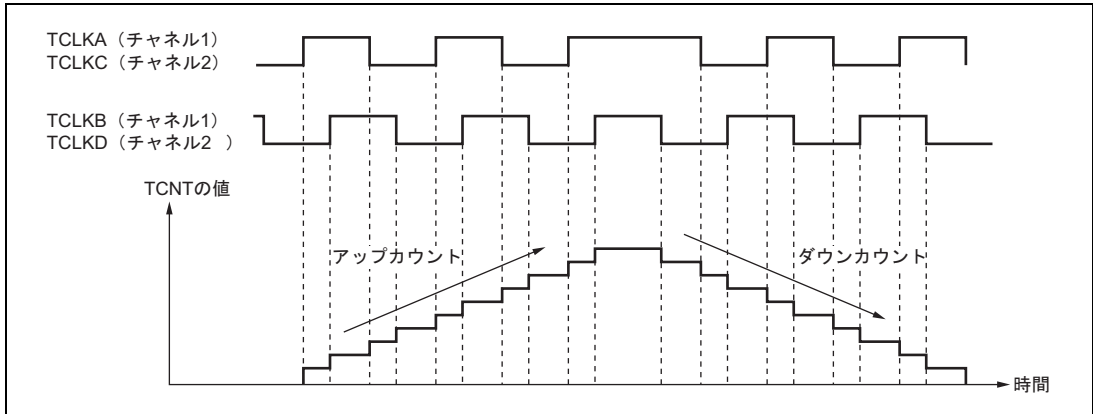 TCLKA（チャネル1）
TCLKC（チャネル2）
TCLKB（チャネル1）
TCLKD（チャネル2　）
TCNTの値
アップカウント
ダウンカウント
時間